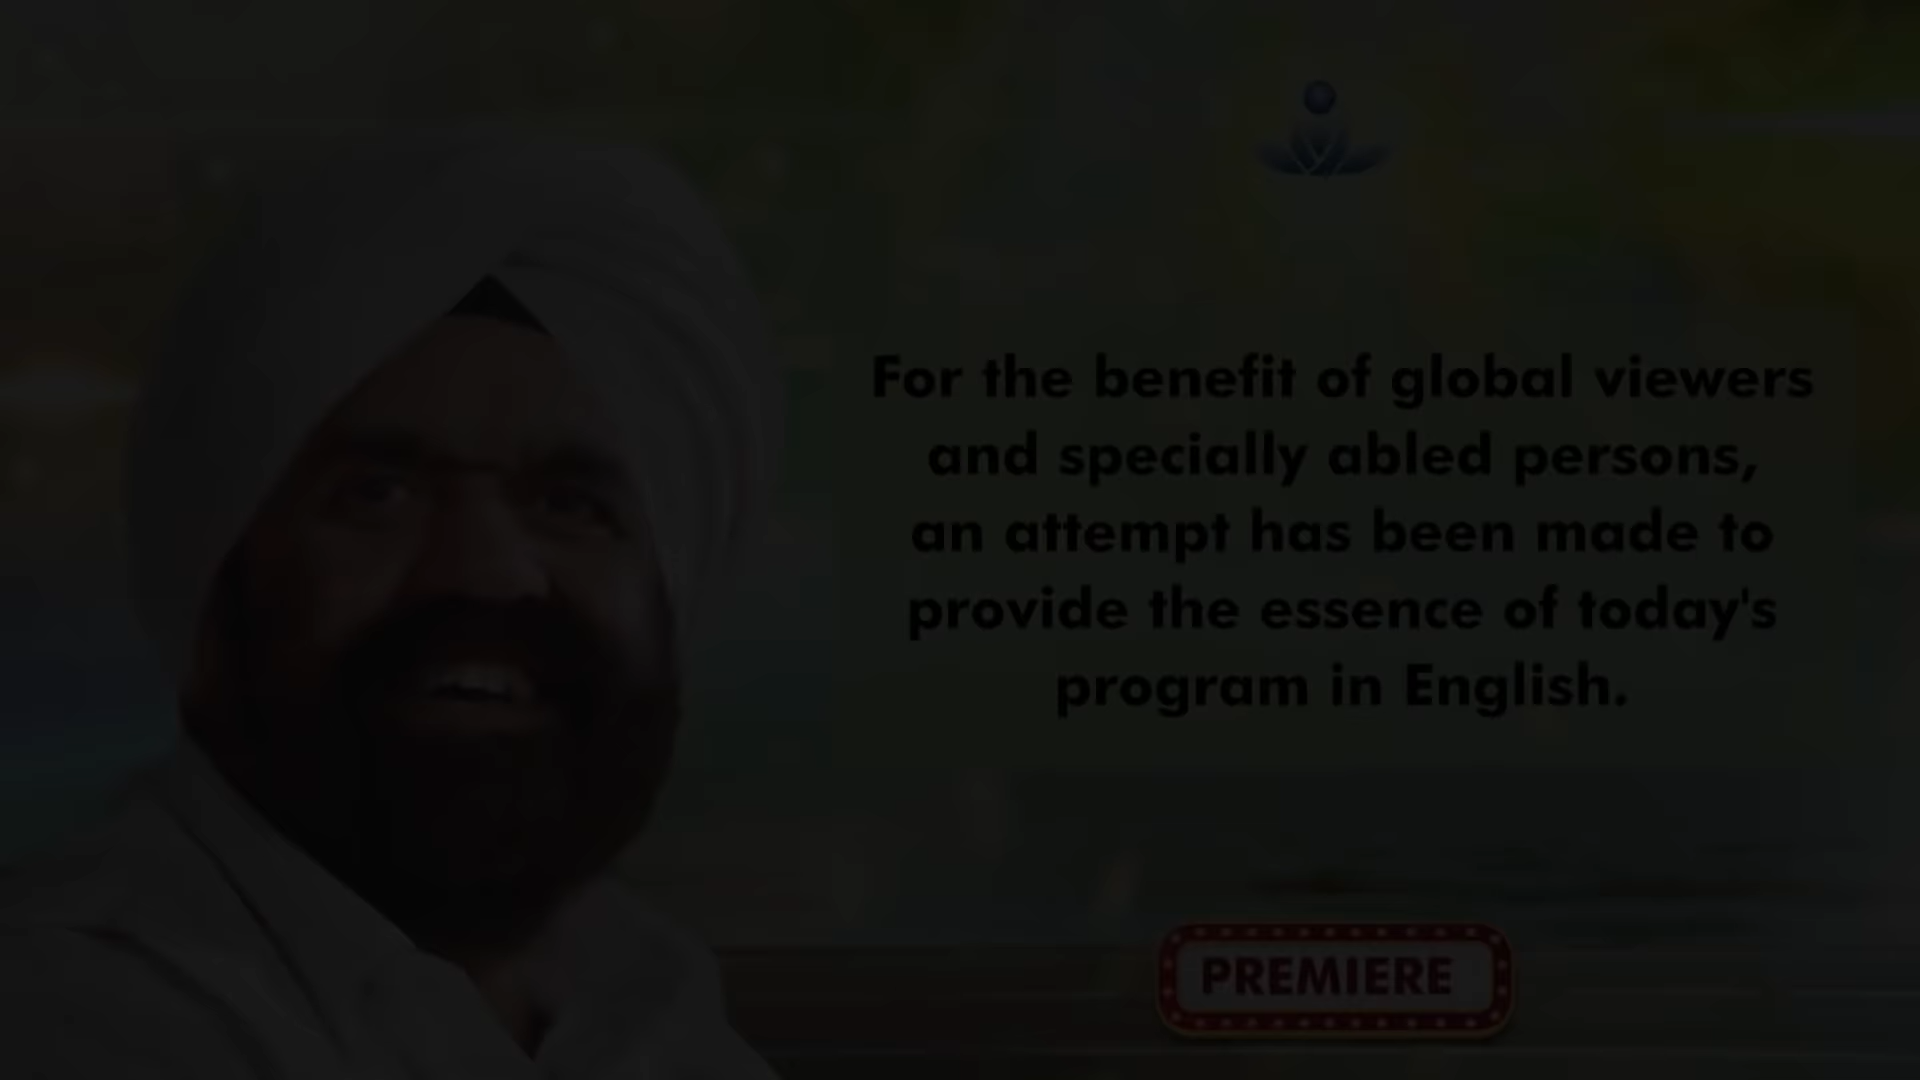 For the benefit of global viewers
and specially abled persons,
an attempt has been made to
provide the essence of today's
program in English.
PREMIERE